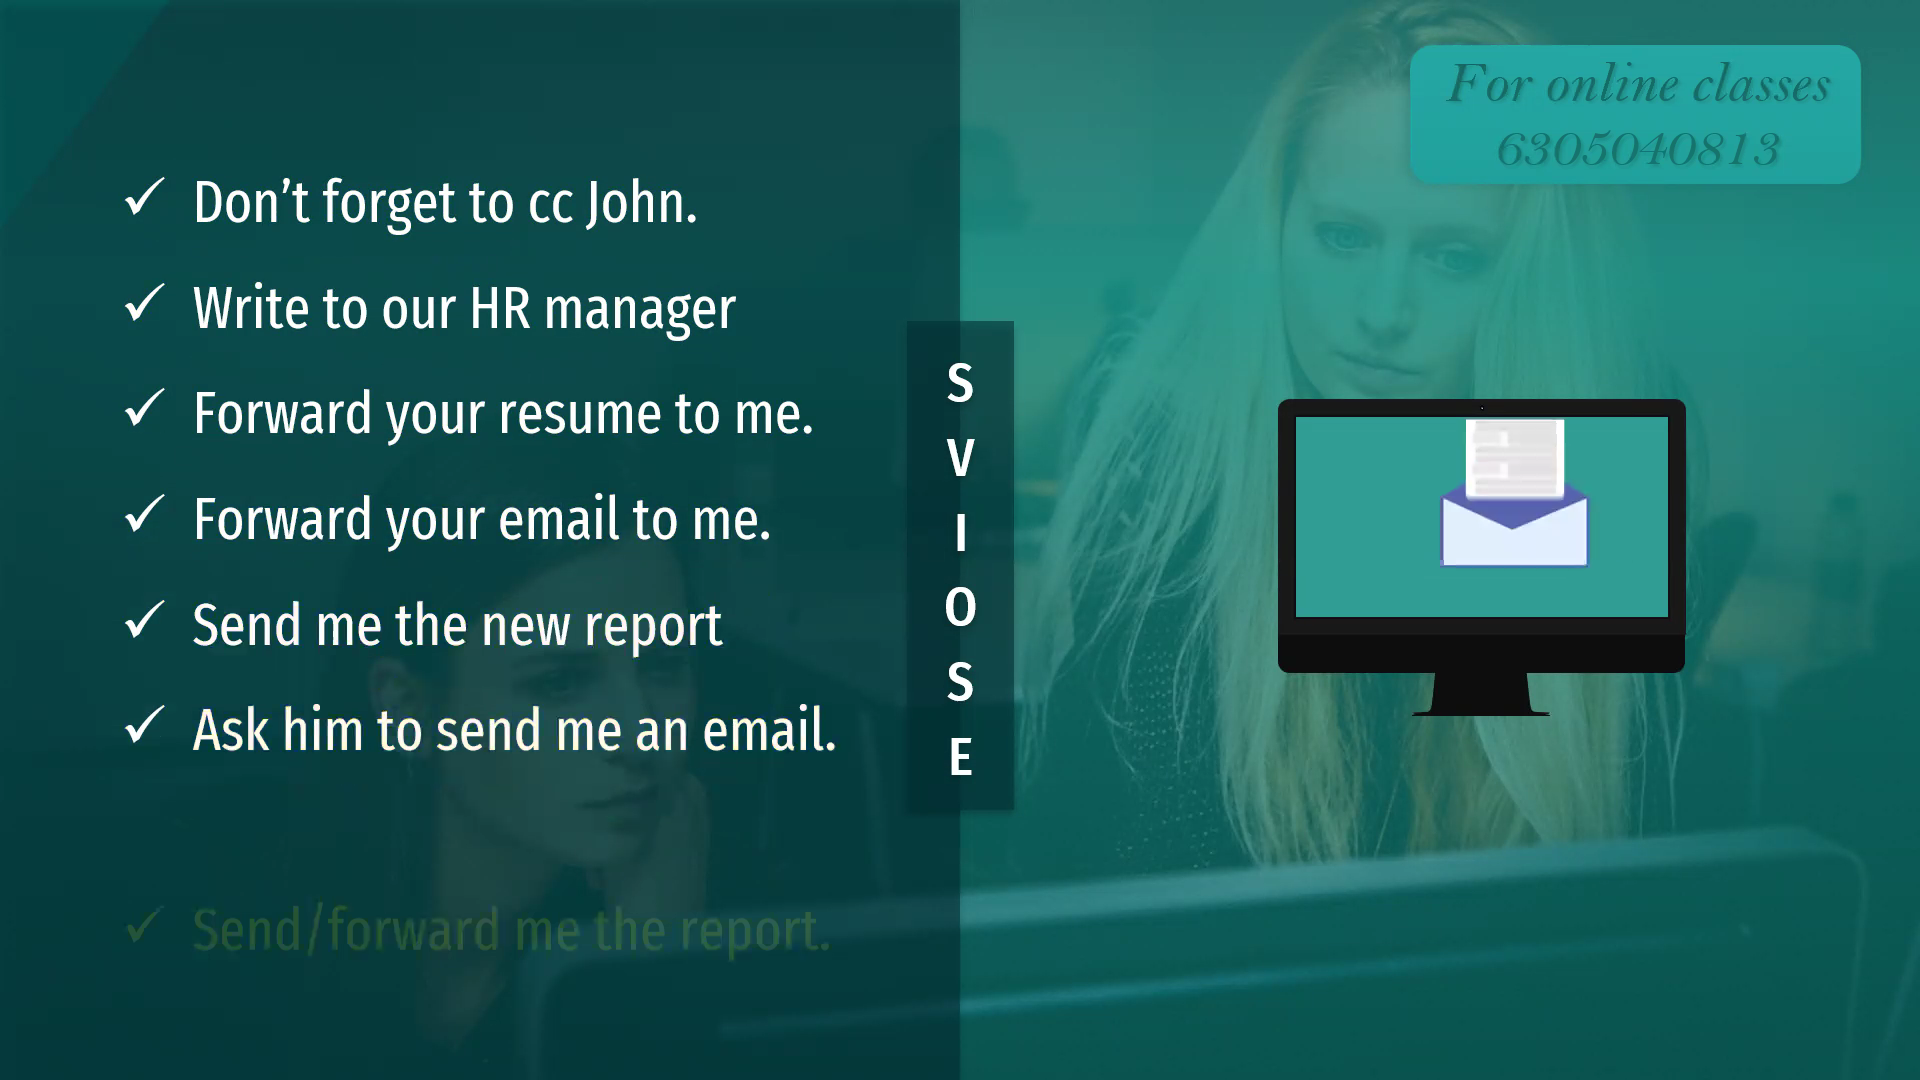 For online classes
6305040813
✓ Don’t forget to cc John.
✓ Write to our HR manager
✓ Forward your resume to me.
✓ Forward your email to me.
✓ Send me the new report
✓ Ask him to send me an email.
✓ Send/forward me the report.
S
V
I
O
S
E